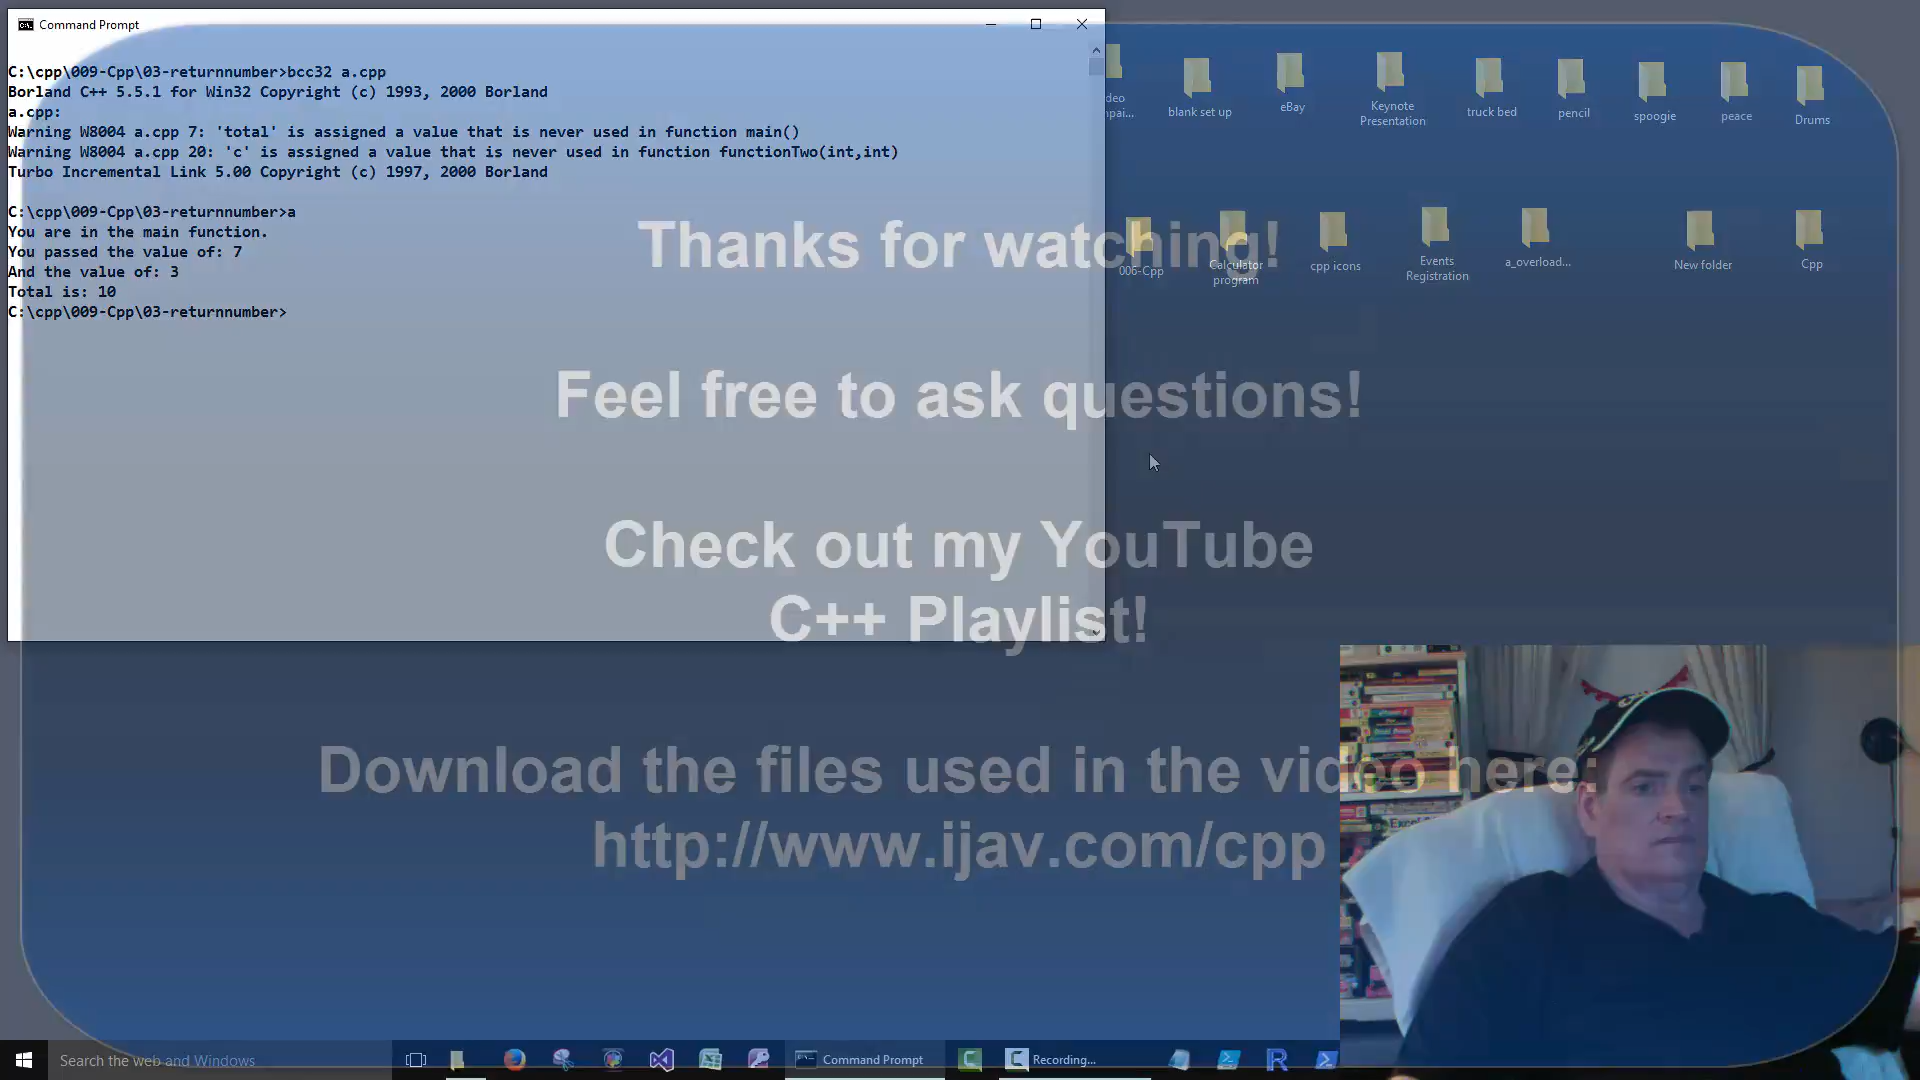 Command Prompt
C:\cpp\009-Cpp\03-returnnumber>bcc32 a.cpp
Borland C++ 5.5.1 for Win32 Copyright (c) 1993, 2000 Borland
a.cpp:
Warning W8004 a.cpp 7: 'total' is assigned a value that is never used in function main()
Warning W8004 a.cpp 20: 'c' is assigned a value that is never used in function functionTwo(int,int)
Turbo Incremental Link 5.00 Copyright (c) 1997, 2000 Borland
C:\cpp\009-Cpp\03-returnnumber>a
You are in the main function.
You passed the value of: 7
And the value of: 3
Total is: 10
C:\cpp\009-Cpp\03-returnnumber>
blank set up
eBay
Keynote
Presentation
truck bed
pencil
spoogie
peace
Drums
006-Cpp
Calculator
program
cpp icons
Events
Registration
a_overload...
New folder
Cpp
Thanks for watching!
Feel free to ask questions!
Check out my YouTube
C++ Playlist!
Download the files used in the video here:
http://www.ijav.com/cpp
Search the web and Windows
Command Prompt
Recording...